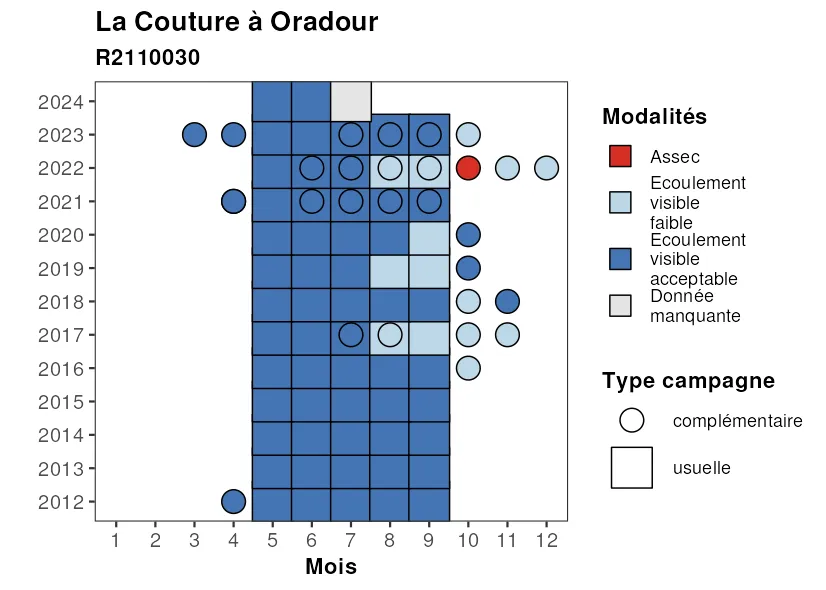 La Couture à Oradour
R2110030
2024
2023
2022
2021
2020
2019
2018
2017
2016
2015
2014
2013
2012
1 2 3 4 5 6 7 8 9 10 11 12
Mois
Modalités
Assec
Ecoulement
visible
faible
Ecoulement
visible
acceptable
Donnée
manquante
Type campagne
complémentaire
usuelle